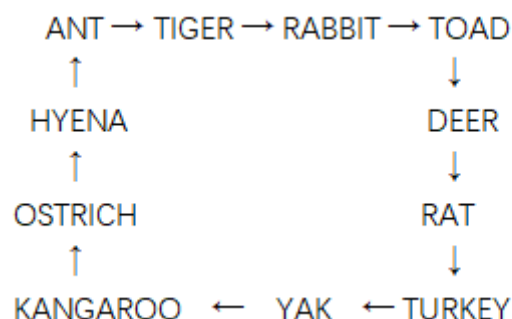 ANT → TIGER → RABBIT → TOAD
↑ ↓
HYENA DEER
↑ ↓
OSTRICH RAT
↑ ↓
KANGAROO ← YAK ← TURKEY